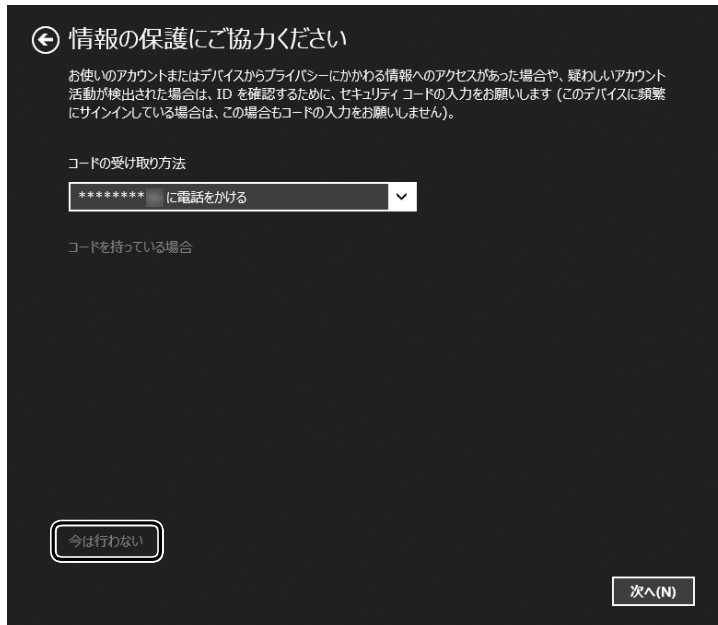 情報の保護にご協力ください
お使いのアカウントまたはデバイスからプライバシーにかかわる情報へのアクセスがあった場合や、疑わしいアカウント
活動が検出された場合は、ID を確認するために、セキュリティ コードの入力をお願いします (このデバイスに頻繁
にサインインしている場合は、この場合もコードの入力をお願いしません)。
コードの受け取り方法
******** に電話をかける
コードを持っている場合
今は行わない
次へ(N)